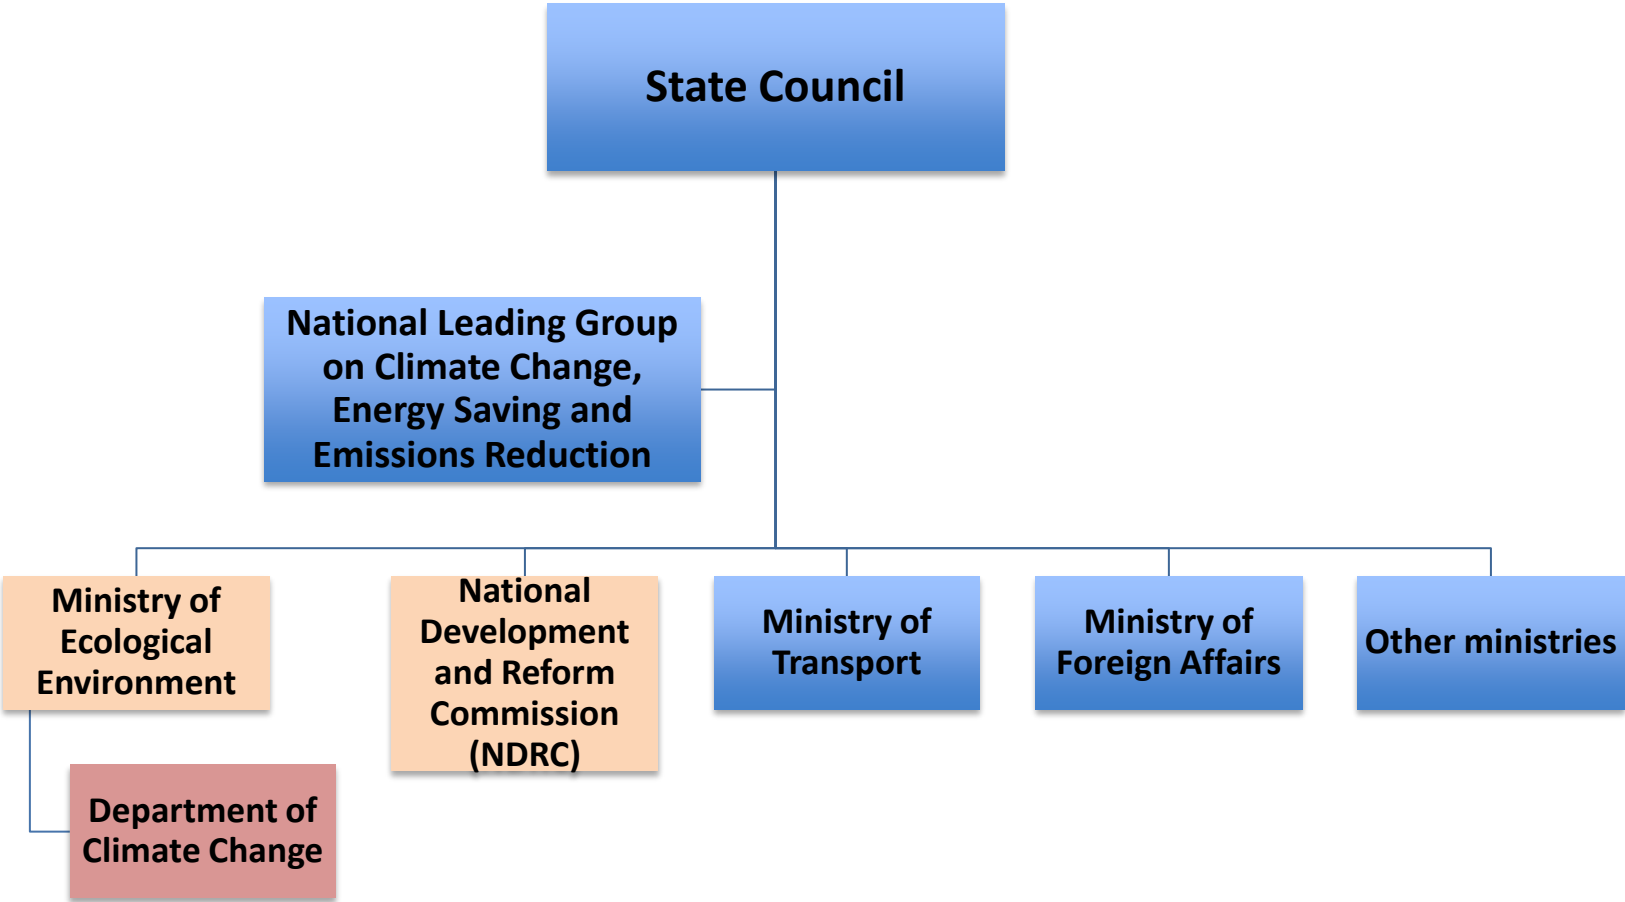 State Council
National Leading Group
on Climate Change,
Energy Saving and
Emissions Reduction
Ministry of
Ecological
Environment
National
Development
and Reform
Commission
(NDRC)
Ministry of
Transport
Ministry of
Foreign Affairs
Other ministries
Department of
Climate Change